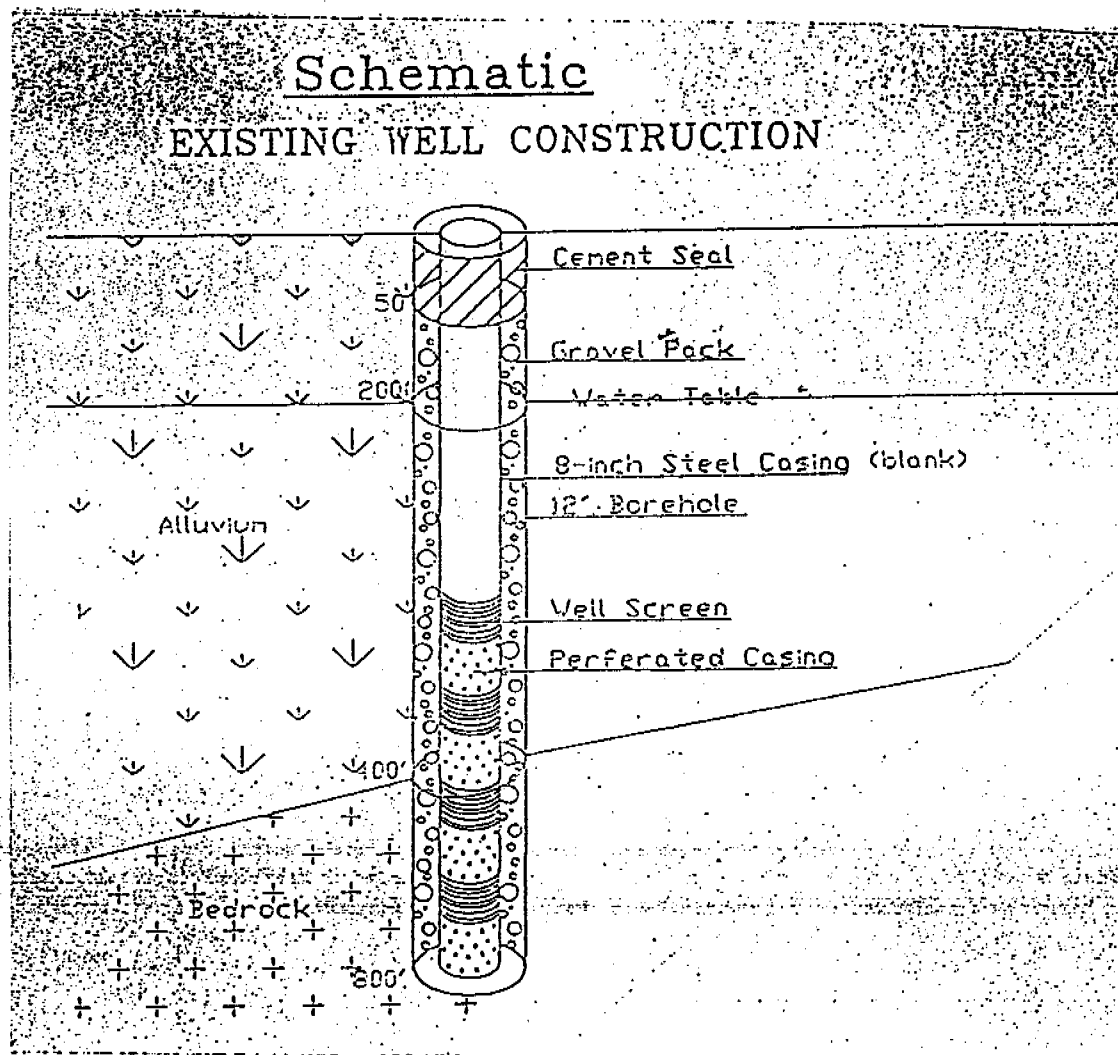 Schematic
EXISTING WELL CONSTRUCTION
Cement Seal
50'
Gravel Pack
200'
Water Table
8-inch Steel Casing (blank)
12" Borehole
Alluvium
Well Screen
Perferated Casing
400'
Bedrock
800'